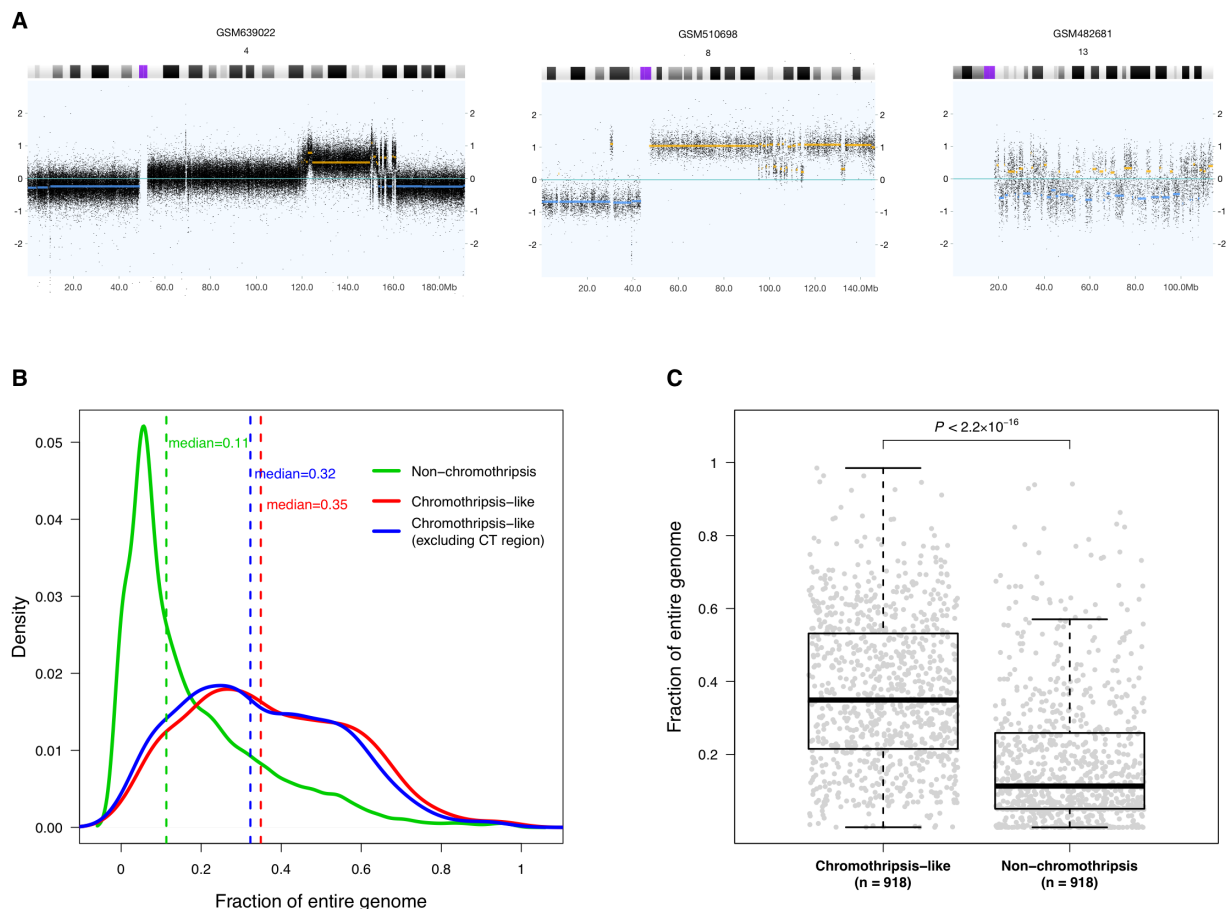 A
GSM639022
4
2
1
0
-1
-2
2
1
0
-1
-2
20.0 40.0 60.0 80.0 100.0 120.0 140.0 160.0 180.0Mb
GSM510698
8
2
1
0
-1
-2
2
1
0
-1
-2
20.0 40.0 60.0 80.0 100.0 120.0 140.0Mb
GSM482681
13
2
1
0
-1
-2
2
1
0
-1
-2
20.0 40.0 60.0 80.0 100.0Mb
B
Density
0.05
0.04
0.03
0.02
0.01
0.00
median=0.11
median=0.32
median=0.35
Non−chromothripsis
Chromothripsis−like
Chromothripsis−like
(excluding CT region)
0 0.2 0.4 0.6 0.8 1
Fraction of entire genome
C
P < 2.2×10−16
Fraction of entire genome
1
0.8
0.6
0.4
0.2
Chromothripsis−like
(n = 918)
Non−chromothripsis
(n = 918)